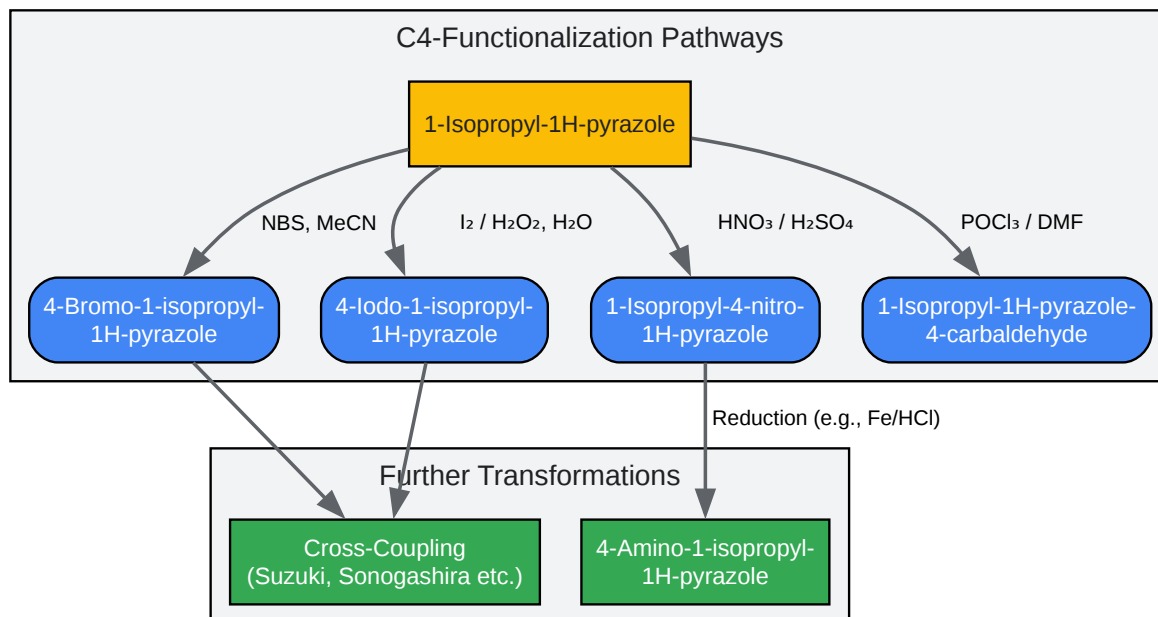 C4-Functionalization Pathways
1-Isopropyl-1H-pyrazole
NBS, MeCN
I₂ / H₂O₂, H₂O
HNO₃ / H₂SO₄
POCl₃ / DMF
4-Bromo-1-isopropyl-
1H-pyrazole
4-Iodo-1-isopropyl-
1H-pyrazole
1-Isopropyl-4-nitro-
1H-pyrazole
1-Isopropyl-1H-pyrazole-
4-carbaldehyde
Reduction (e.g., Fe/HCl)
Further Transformations
Cross-Coupling
(Suzuki, Sonogashira etc.)
4-Amino-1-isopropyl-
1H-pyrazole